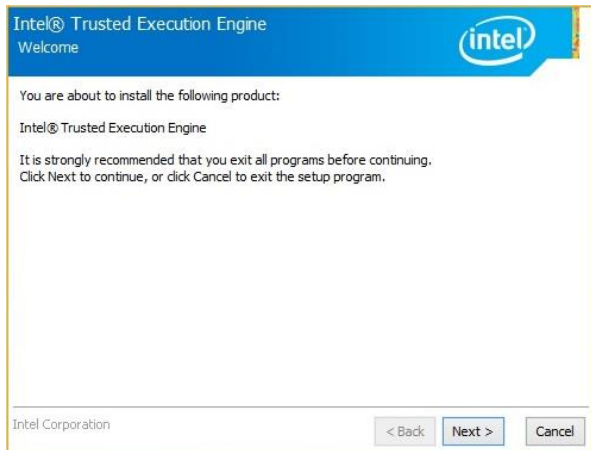 Intel® Trusted Execution Engine
Welcome
intel
You are about to install the following product:
Intel® Trusted Execution Engine
It is strongly recommended that you exit all programs before continuing.
Click Next to continue, or click Cancel to exit the setup program.
Intel Corporation
< Back Next > Cancel